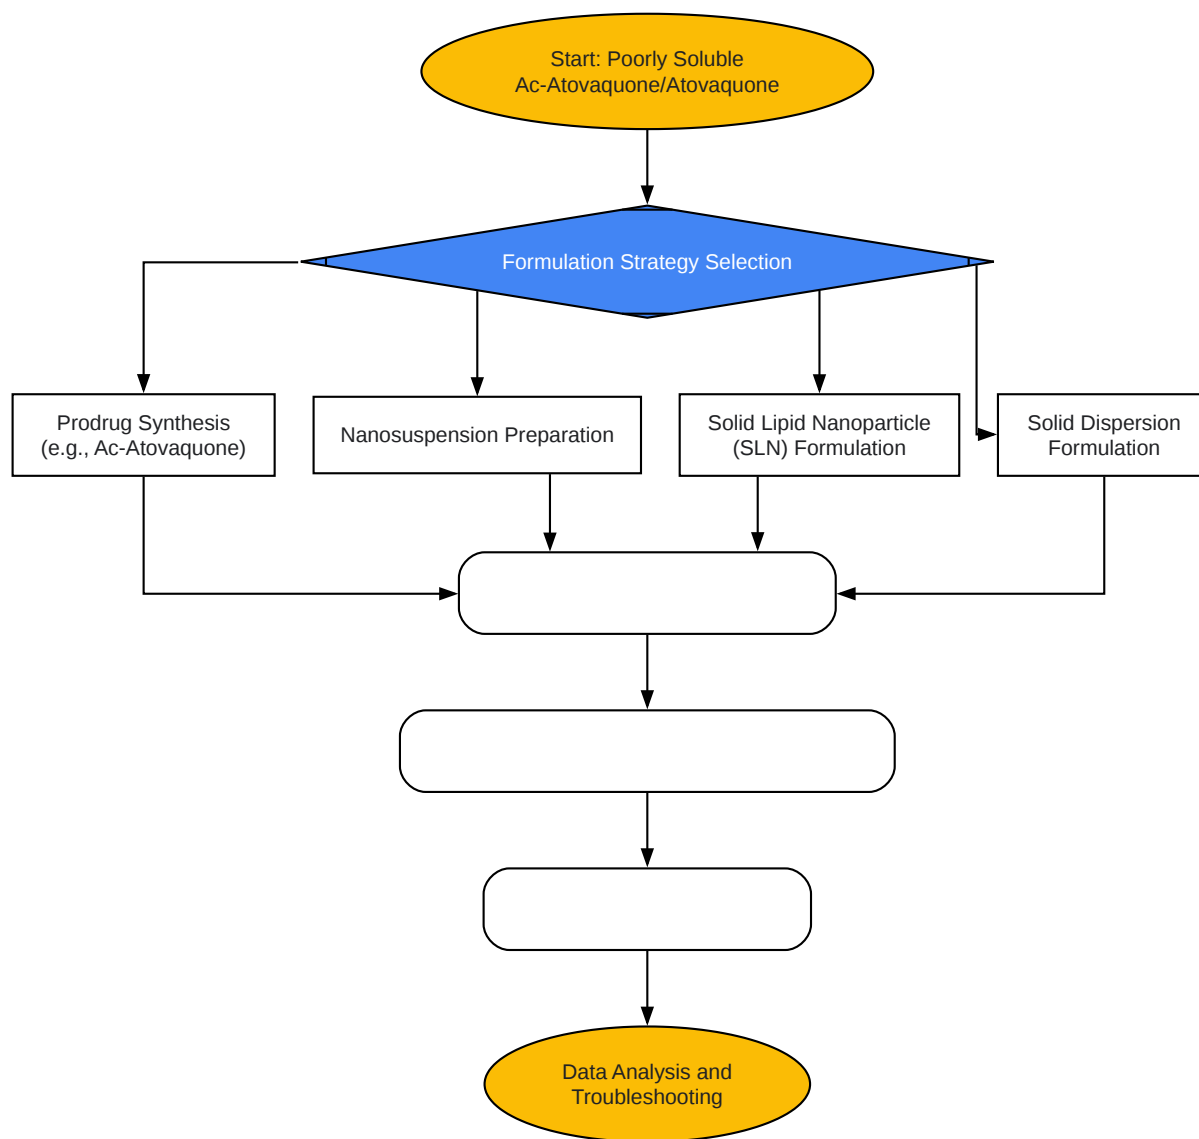 Start: Poorly Soluble
Ac-Atovaquone/Atovaquone
Formulation Strategy Selection
Prodrug Synthesis
(e.g., Ac-Atovaquone)
Nanosuspension Preparation
Solid Lipid Nanoparticle
(SLN) Formulation
Solid Dispersion
Formulation
Data Analysis and
Troubleshooting